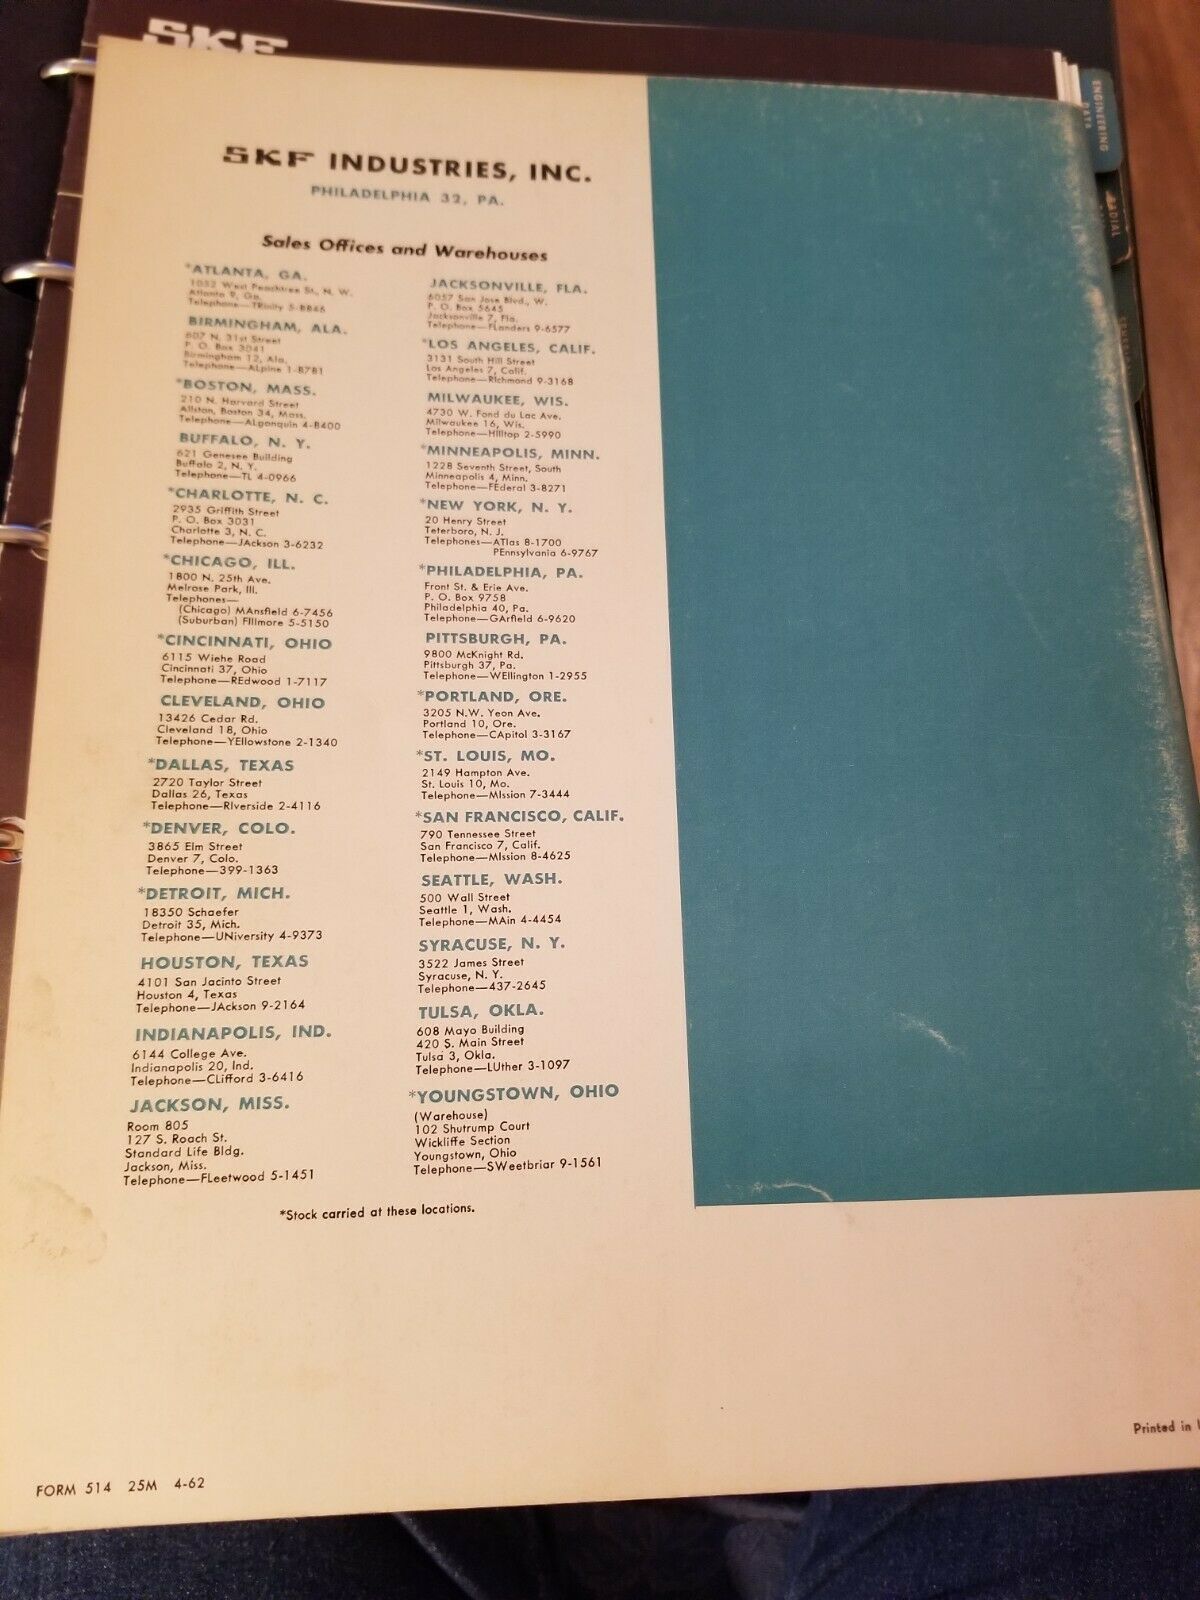 SKF
SKF INDUSTRIES, INC.
PHILADELPHIA 32, PA.
Sales Offices and Warehouses
*ATLANTA, GA.
1052 West Peachtree St., N. W.
Atlanta 9, Ga.
Telephone—TRinity 5-8846
BIRMINGHAM, ALA.
607 N. 31st Street
P. O. Box 3041
Birmingham 12, Ala.
Telephone—ALpine 1-8781
*BOSTON, MASS.
210 N. Harvard Street
Allston, Boston 34, Mass.
Telephone—ALgonquin 4-8400
BUFFALO, N. Y.
621 Genesee Building
Buffalo 2, N. Y.
Telephone—TL 4-0966
*CHARLOTTE, N. C.
2935 Griffith Street
P. O. Box 3031
Charlotte 3, N. C.
Telephone—JAckson 3-6232
*CHICAGO, ILL.
1800 N. 25th Ave.
Melrose Park, Ill.
Telephones—
(Chicago) MAnsfield 6-7456
(Suburban) FIllmore 5-5150
*CINCINNATI, OHIO
6115 Wiehe Road
Cincinnati 37, Ohio
Telephone—REdwood 1-7117
CLEVELAND, OHIO
13426 Cedar Rd.
Cleveland 18, Ohio
Telephone—YEllowstone 2-1340
*DALLAS, TEXAS
2720 Taylor Street
Dallas 26, Texas
Telephone—RIverside 2-4116
*DENVER, COLO.
3865 Elm Street
Denver 7, Colo.
Telephone—399-1363
*DETROIT, MICH.
18350 Schaefer
Detroit 35, Mich.
Telephone—UNiversity 4-9373
HOUSTON, TEXAS
4101 San Jacinto Street
Houston 4, Texas
Telephone—JAckson 9-2164
INDIANAPOLIS, IND.
6144 College Ave.
Indianapolis 20, Ind.
Telephone—CLifford 3-6416
JACKSON, MISS.
Room 805
127 S. Roach St.
Standard Life Bldg.
Jackson, Miss.
Telephone—FLeetwood 5-1451
JACKSONVILLE, FLA.
6057 San Jose Blvd., W.
P. O. Box 5645
Jacksonville 7, Fla.
Telephone—FLanders 9-6577
*LOS ANGELES, CALIF.
3131 South Hill Street
Los Angeles 7, Calif.
Telephone—RIchmond 9-3168
MILWAUKEE, WIS.
4730 W. Fond du Lac Ave.
Milwaukee 16, Wis.
Telephone—HIlltop 2-5990
*MINNEAPOLIS, MINN.
1228 Seventh Street, South
Minneapolis 4, Minn.
Telephone—FEderal 3-8271
*NEW YORK, N. Y.
20 Henry Street
Teterboro, N. J.
Telephones—ATlas 8-1700
PEnnsylvania 6-9767
*PHILADELPHIA, PA.
Front St. & Erie Ave.
P. O. Box 9758
Philadelphia 40, Pa.
Telephone—GArfield 6-9620
PITTSBURGH, PA.
9800 McKnight Rd.
Pittsburgh 37, Pa.
Telephone—WEllington 1-2955
*PORTLAND, ORE.
3205 N.W. Yeon Ave.
Portland 10, Ore.
Telephone—CApitol 3-3167
*ST. LOUIS, MO.
2149 Hampton Ave.
St. Louis 10, Mo.
Telephone—MIssion 7-3444
*SAN FRANCISCO, CALIF.
790 Tennessee Street
San Francisco 7, Calif.
Telephone—MIssion 8-4625
SEATTLE, WASH.
500 Wall Street
Seattle 1, Wash.
Telephone—MAin 4-4454
SYRACUSE, N. Y.
3522 James Street
Syracuse, N. Y.
Telephone—437-2645
TULSA, OKLA.
608 Mayo Building
420 S. Main Street
Tulsa 3, Okla.
Telephone—LUther 3-1097
*YOUNGSTOWN, OHIO
(Warehouse)
102 Shutrump Court
Wickliffe Section
Youngstown, Ohio
Telephone—SWeetbriar 9-1561
*Stock carried at these locations.
Printed in
FORM 514 25M 4-62
ENGINEERING
DATA
RADIAL